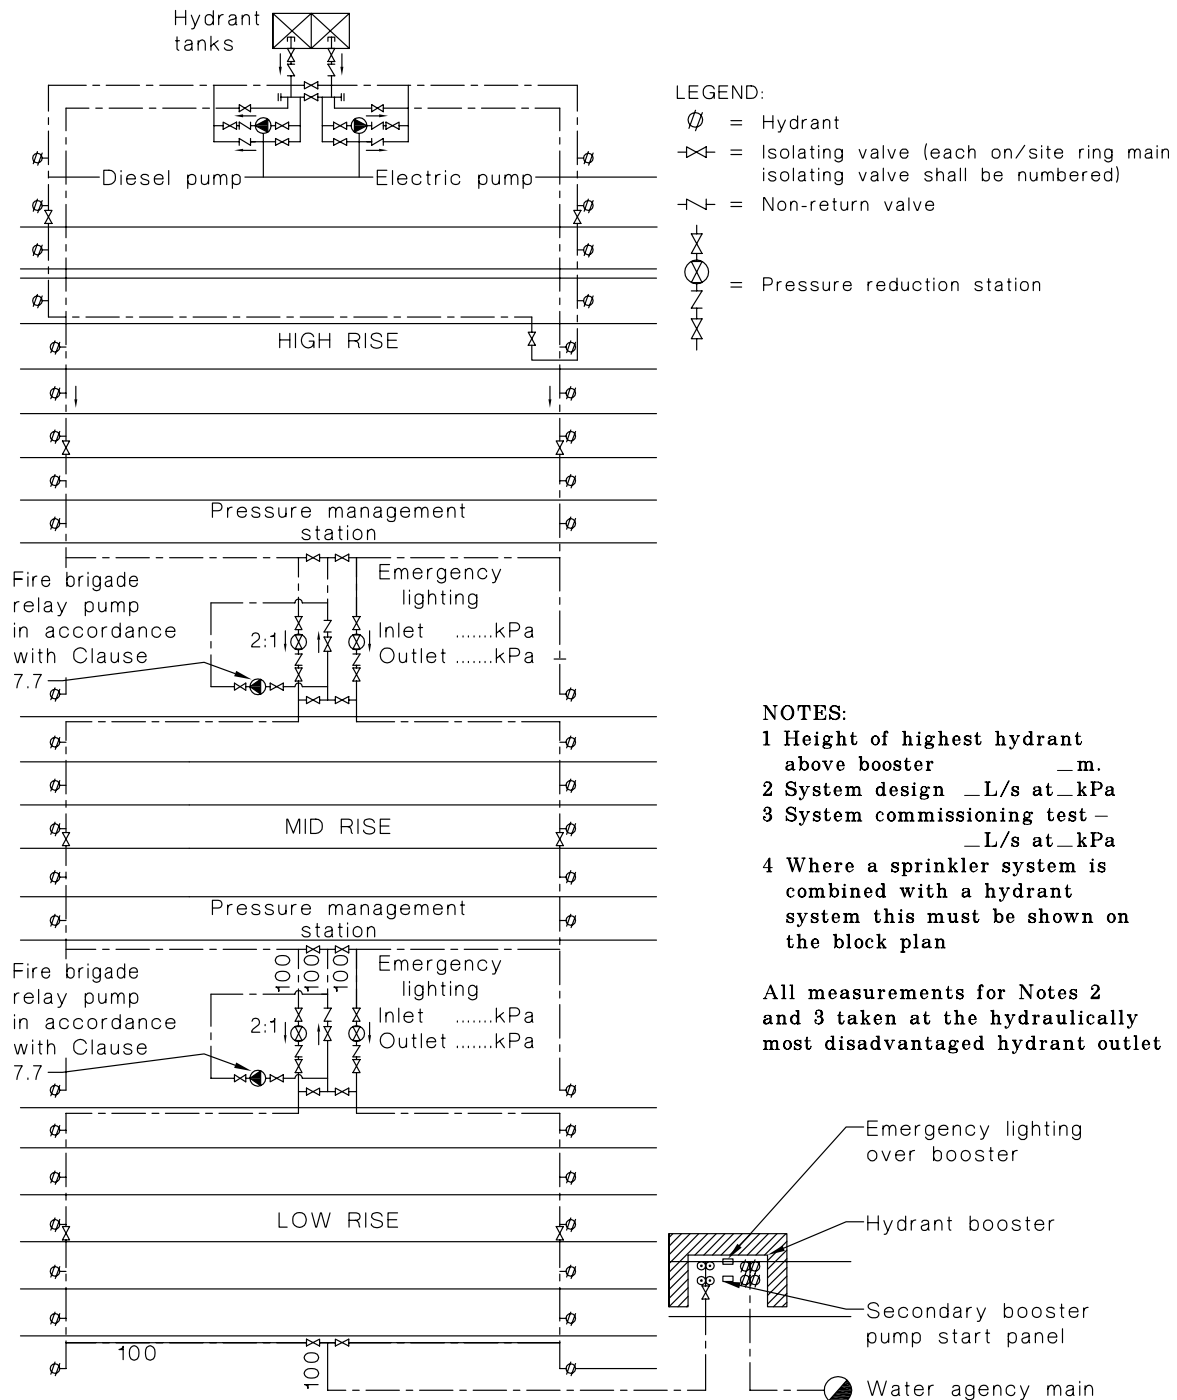 Hydrant
tanks
Diesel pump
Electric pump
LEGEND:
= Hydrant
= Isolating valve (each on/site ring main
isolating valve shall be numbered)
= Non-return valve
= Pressure reduction station
HIGH RISE
Pressure management
station
Fire brigade
relay pump
in accordance
with Clause
7.7
2:1
Emergency
lighting
Inlet .......kPa
Outlet .......kPa
MID RISE
Pressure management
station
100
100
100
Fire brigade
relay pump
in accordance
with Clause
7.7
2:1
Emergency
lighting
Inlet .......kPa
Outlet .......kPa
LOW RISE
100
100
NOTES:
1 Height of highest hydrant
above booster _m.
2 System design _L/s at_kPa
3 System commissioning test –
_L/s at_kPa
4 Where a sprinkler system is
combined with a hydrant
system this must be shown on
the block plan
All measurements for Notes 2
and 3 taken at the hydraulically
most disadvantaged hydrant outlet
Emergency lighting
over booster
Hydrant booster
Secondary booster
pump start panel
Water agency main